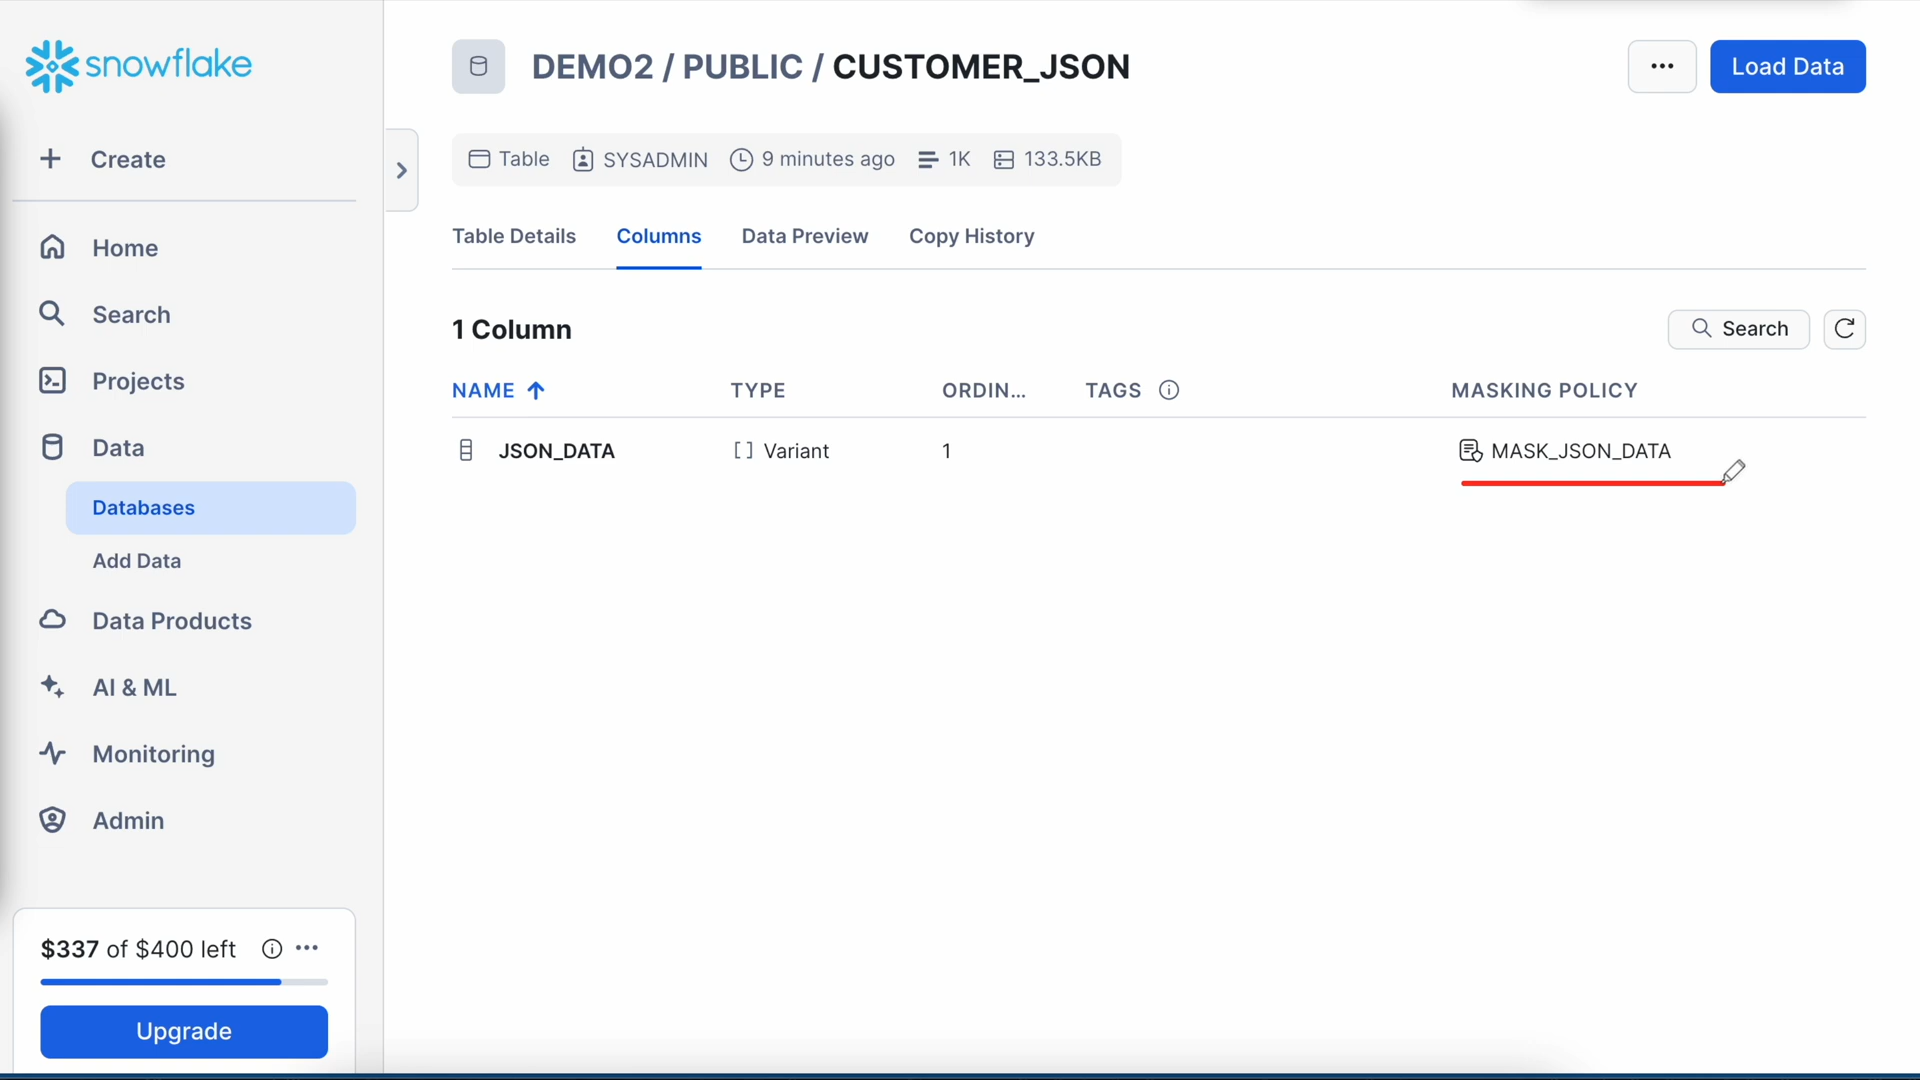 snowflake
Create
Home
Search
Projects
Data
Databases
Add Data
Data Products
AI & ML
Monitoring
Admin
$337 of $400 left
Upgrade
DEMO2 / PUBLIC / CUSTOMER_JSON
... Load Data
Table SYSADMIN 9 minutes ago 1K 133.5KB
Table Details Columns Data Preview Copy History
1 Column
Search
NAME TYPE ORDIN... TAGS MASKING POLICY
JSON_DATA [ ] Variant 1 MASK_JSON_DATA